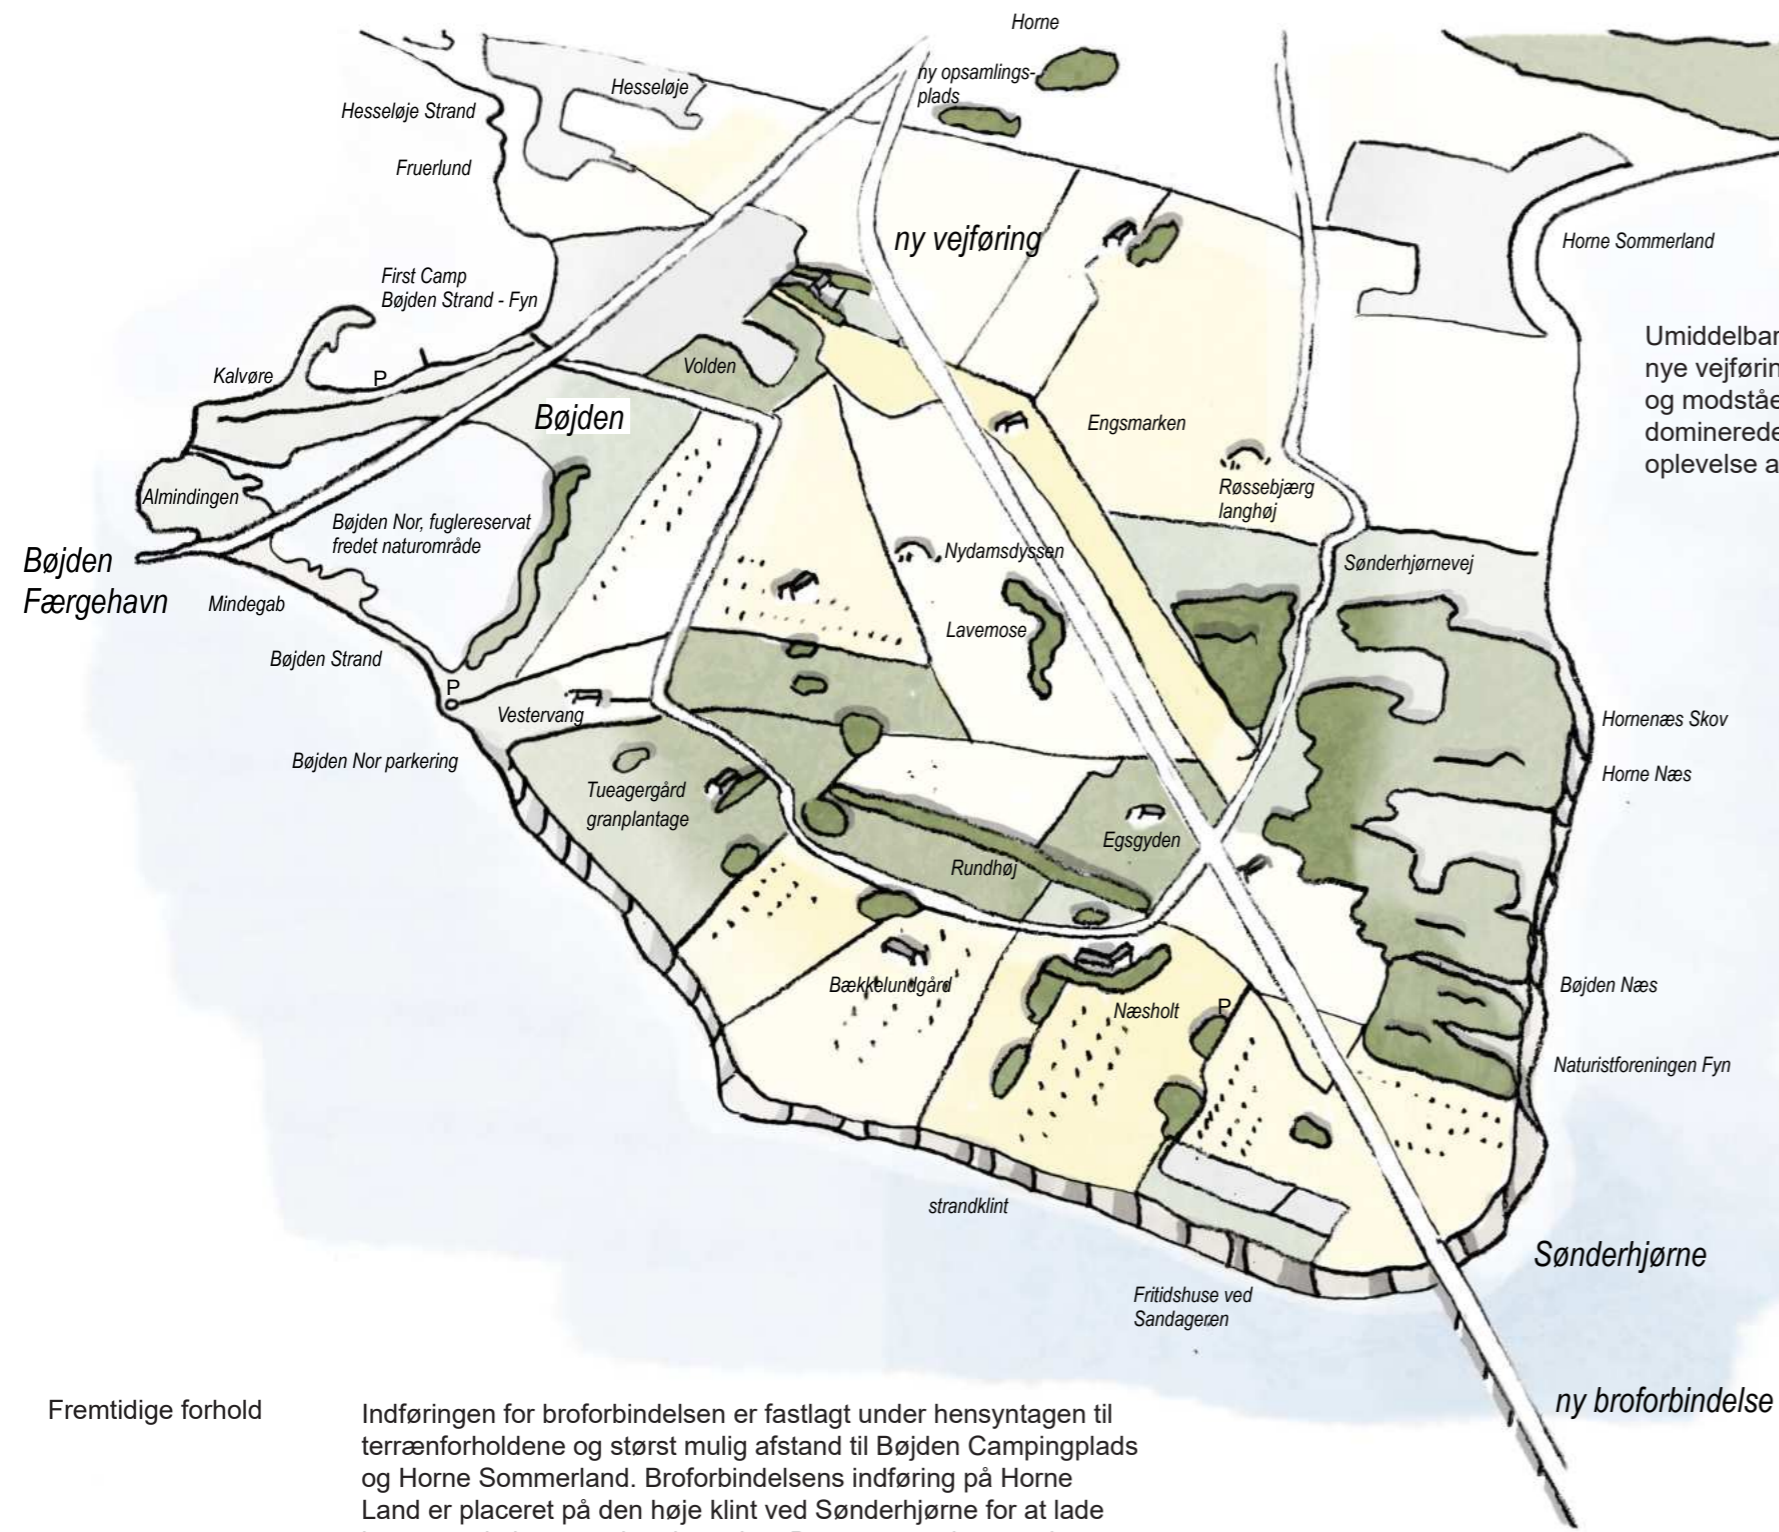 Horne
ny opsamlings-
plads
Hesseløje
Hesseløje Strand
Fruerlund
ny vejføring
Horne Sommerland
First Camp
Bøjden Strand - Fyn
Umiddelbar
nye vejførin
og modståe
dominerede
oplevelse a
Kalvøre
P
Volden
Bøjden
Engsmarken
Røssebjærg
langhøj
Almindingen
Bøjden Nor, fuglereservat
fredet naturområde
Nydamsdyssen
Sønderhjørnevej
Bøjden
Færgehavn
Mindegab
Lavemose
Bøjden Strand
P
Vestervang
Hornenæs Skov
Bøjden Nor parkering
Horne Næs
Tueagergård
granplantage
Egsgyden
Rundhøj
Bækkelundgård
Næsholt
P
Bøjden Næs
Naturistforeningen Fyn
strandklint
Sønderhjørne
Fritidshuse ved
Sandageren
ny broforbindelse
Fremtidige forhold
Indføringen for broforbindelsen er fastlagt under hensyntagen til
terrænforholdene og størst mulig afstand til Bøjden Campingplads
og Horne Sommerland. Broforbindelsens indføring på Horne
Land er placeret på den høje klint ved Sønderhjørne for at lade